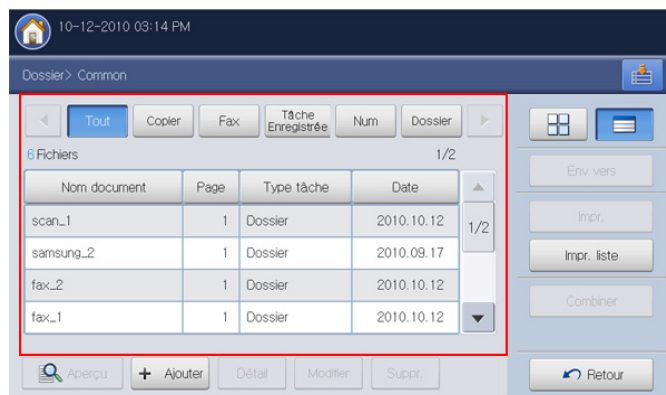 10-12-2010 03:14 PM
Dossier> Common
Tout Copier Fax Tâche Enregistrée Num Dossier
6 Fichiers 1/2
Nom document Page Type tâche Date
scan_1 1 Dossier 2010.10.12
1/2
samsung_2 1 Dossier 2010.09.17
fax_2 1 Dossier 2010.10.12
fax_1 1 Dossier 2010.10.12
Aperçu + Ajouter Détail Modifier Suppr.
Env vers
Impr.
Impr. liste
Combiner
Retour